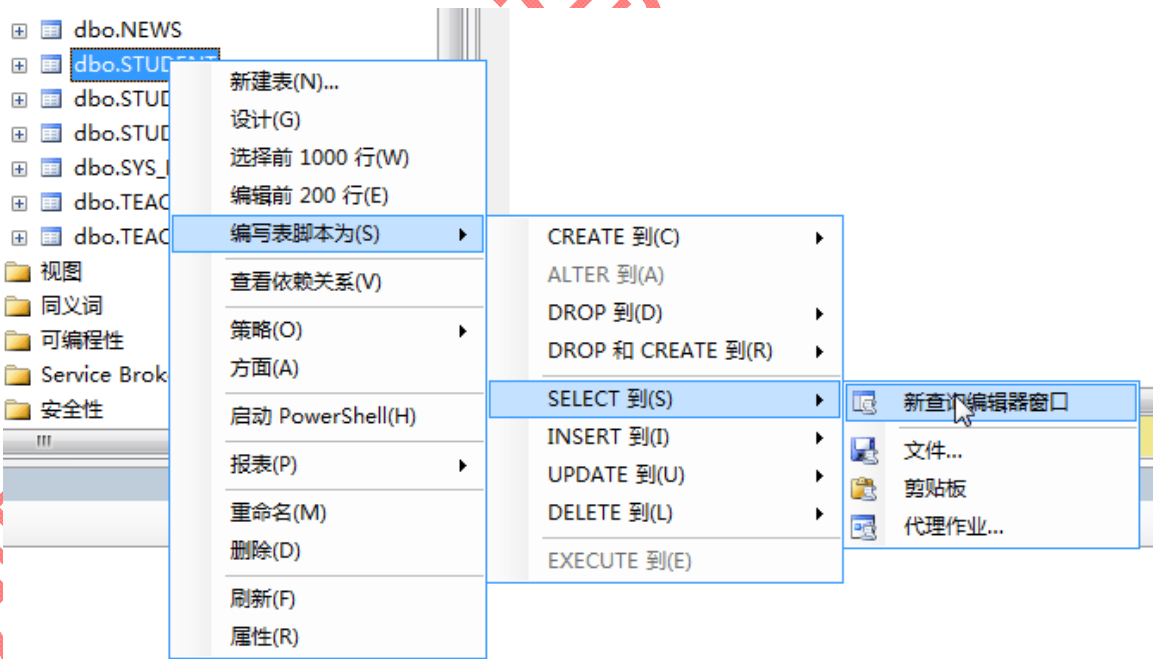 dbo.NEWS
dbo.STUDENT
dbo.STUD
dbo.STUD
dbo.SYS_
dbo.TEAC
dbo.TEAC
视图
同义词
可编程性
Service Brok
安全性
新建表(N)...
设计(G)
选择前 1000 行(W)
编辑前 200 行(E)
编写表脚本为(S)
查看依赖关系(V)
策略(O)
方面(A)
启动 PowerShell(H)
报表(P)
重命名(M)
删除(D)
刷新(F)
属性(R)
CREATE 到(C)
ALTER 到(A)
DROP 到(D)
DROP 和 CREATE 到(R)
SELECT 到(S)
INSERT 到(I)
UPDATE 到(U)
DELETE 到(L)
EXECUTE 到(E)
新查询编辑器窗口
文件...
剪贴板
代理作业...